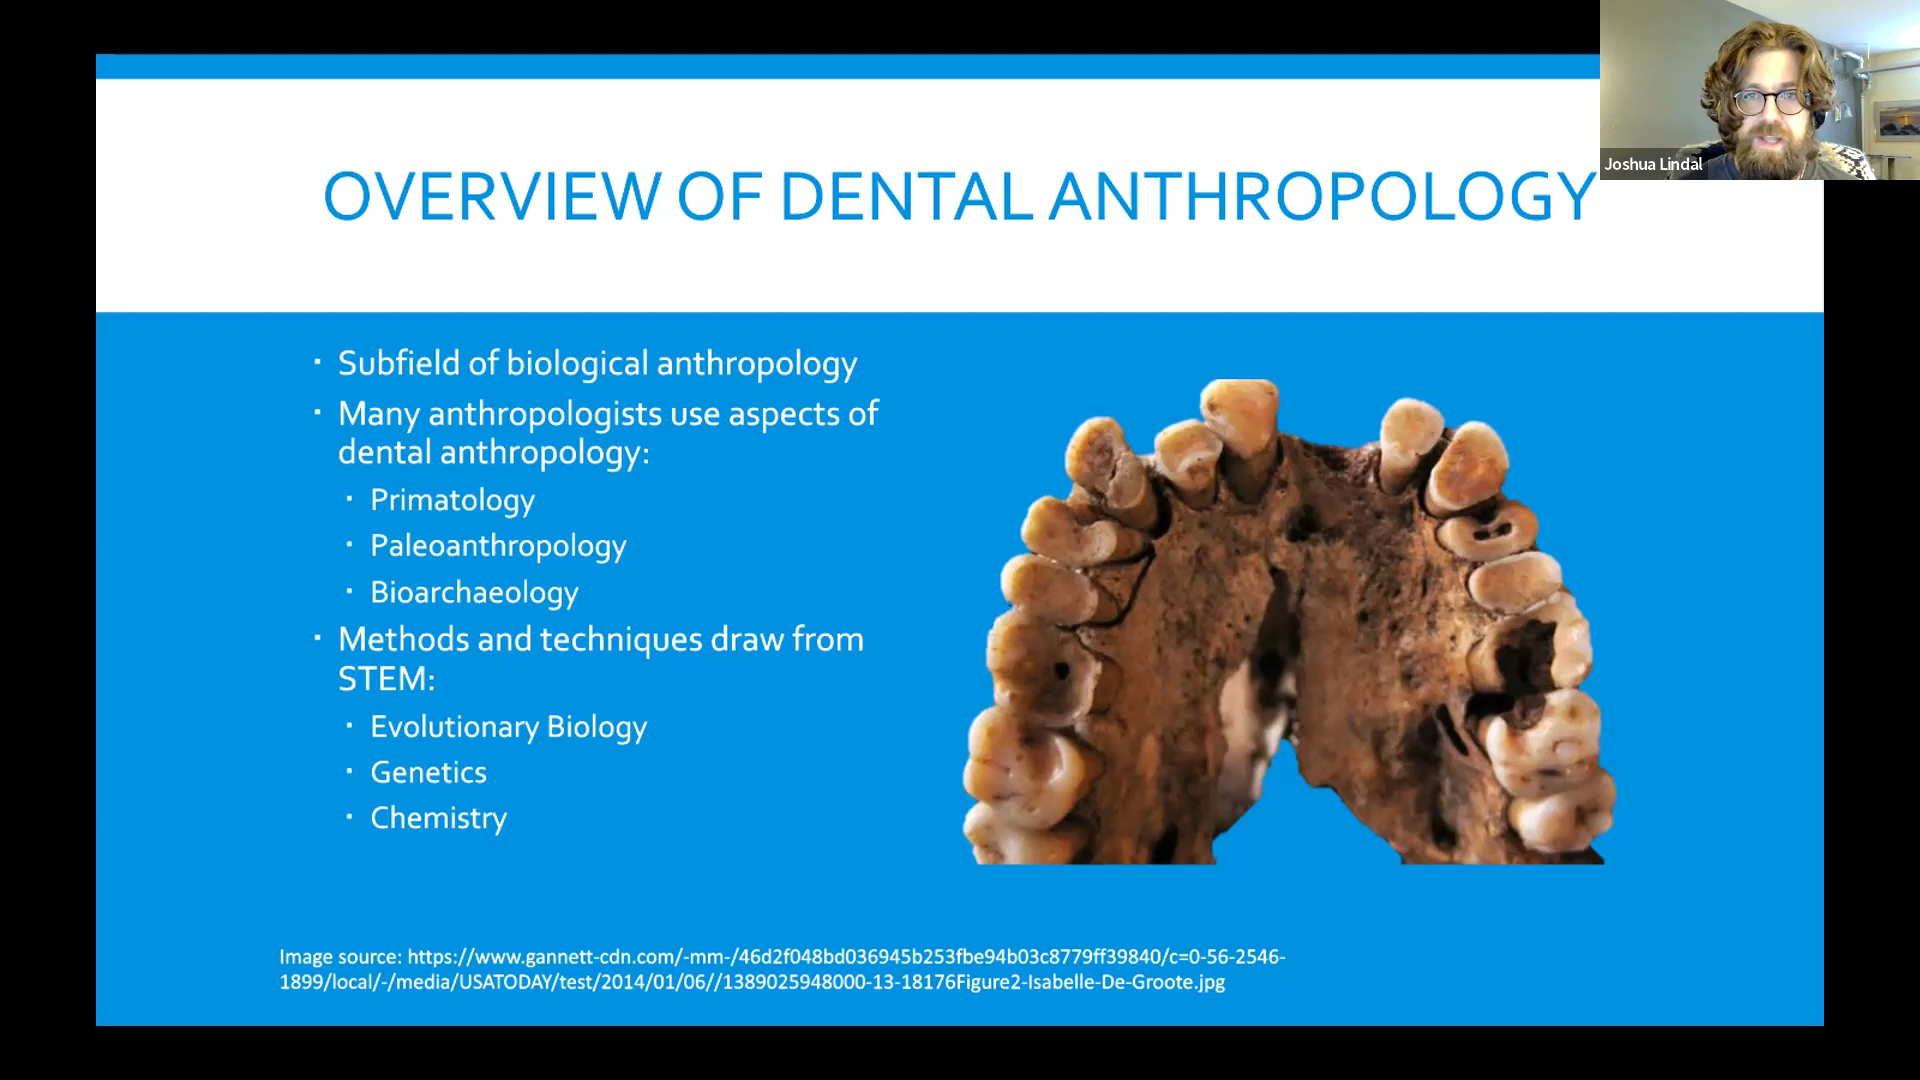 OVERVIEW OF DENTAL ANTHROPOLOGY
Joshua Lindal
▪ Subfield of biological anthropology
▪ Many anthropologists use aspects of
dental anthropology:
▪ Primatology
▪ Paleoanthropology
▪ Bioarchaeology
▪ Methods and techniques draw from
STEM:
▪ Evolutionary Biology
▪ Genetics
▪ Chemistry
Image source: https://www.gannett-cdn.com/-mm-/46d2f048bd036945b253fbe94b03c8779ff39840/c=0-56-2546-
1899/local/-/media/USATODAY/test/2014/01/06//1389025948000-13-18176Figure2-Isabelle-De-Groote.jpg